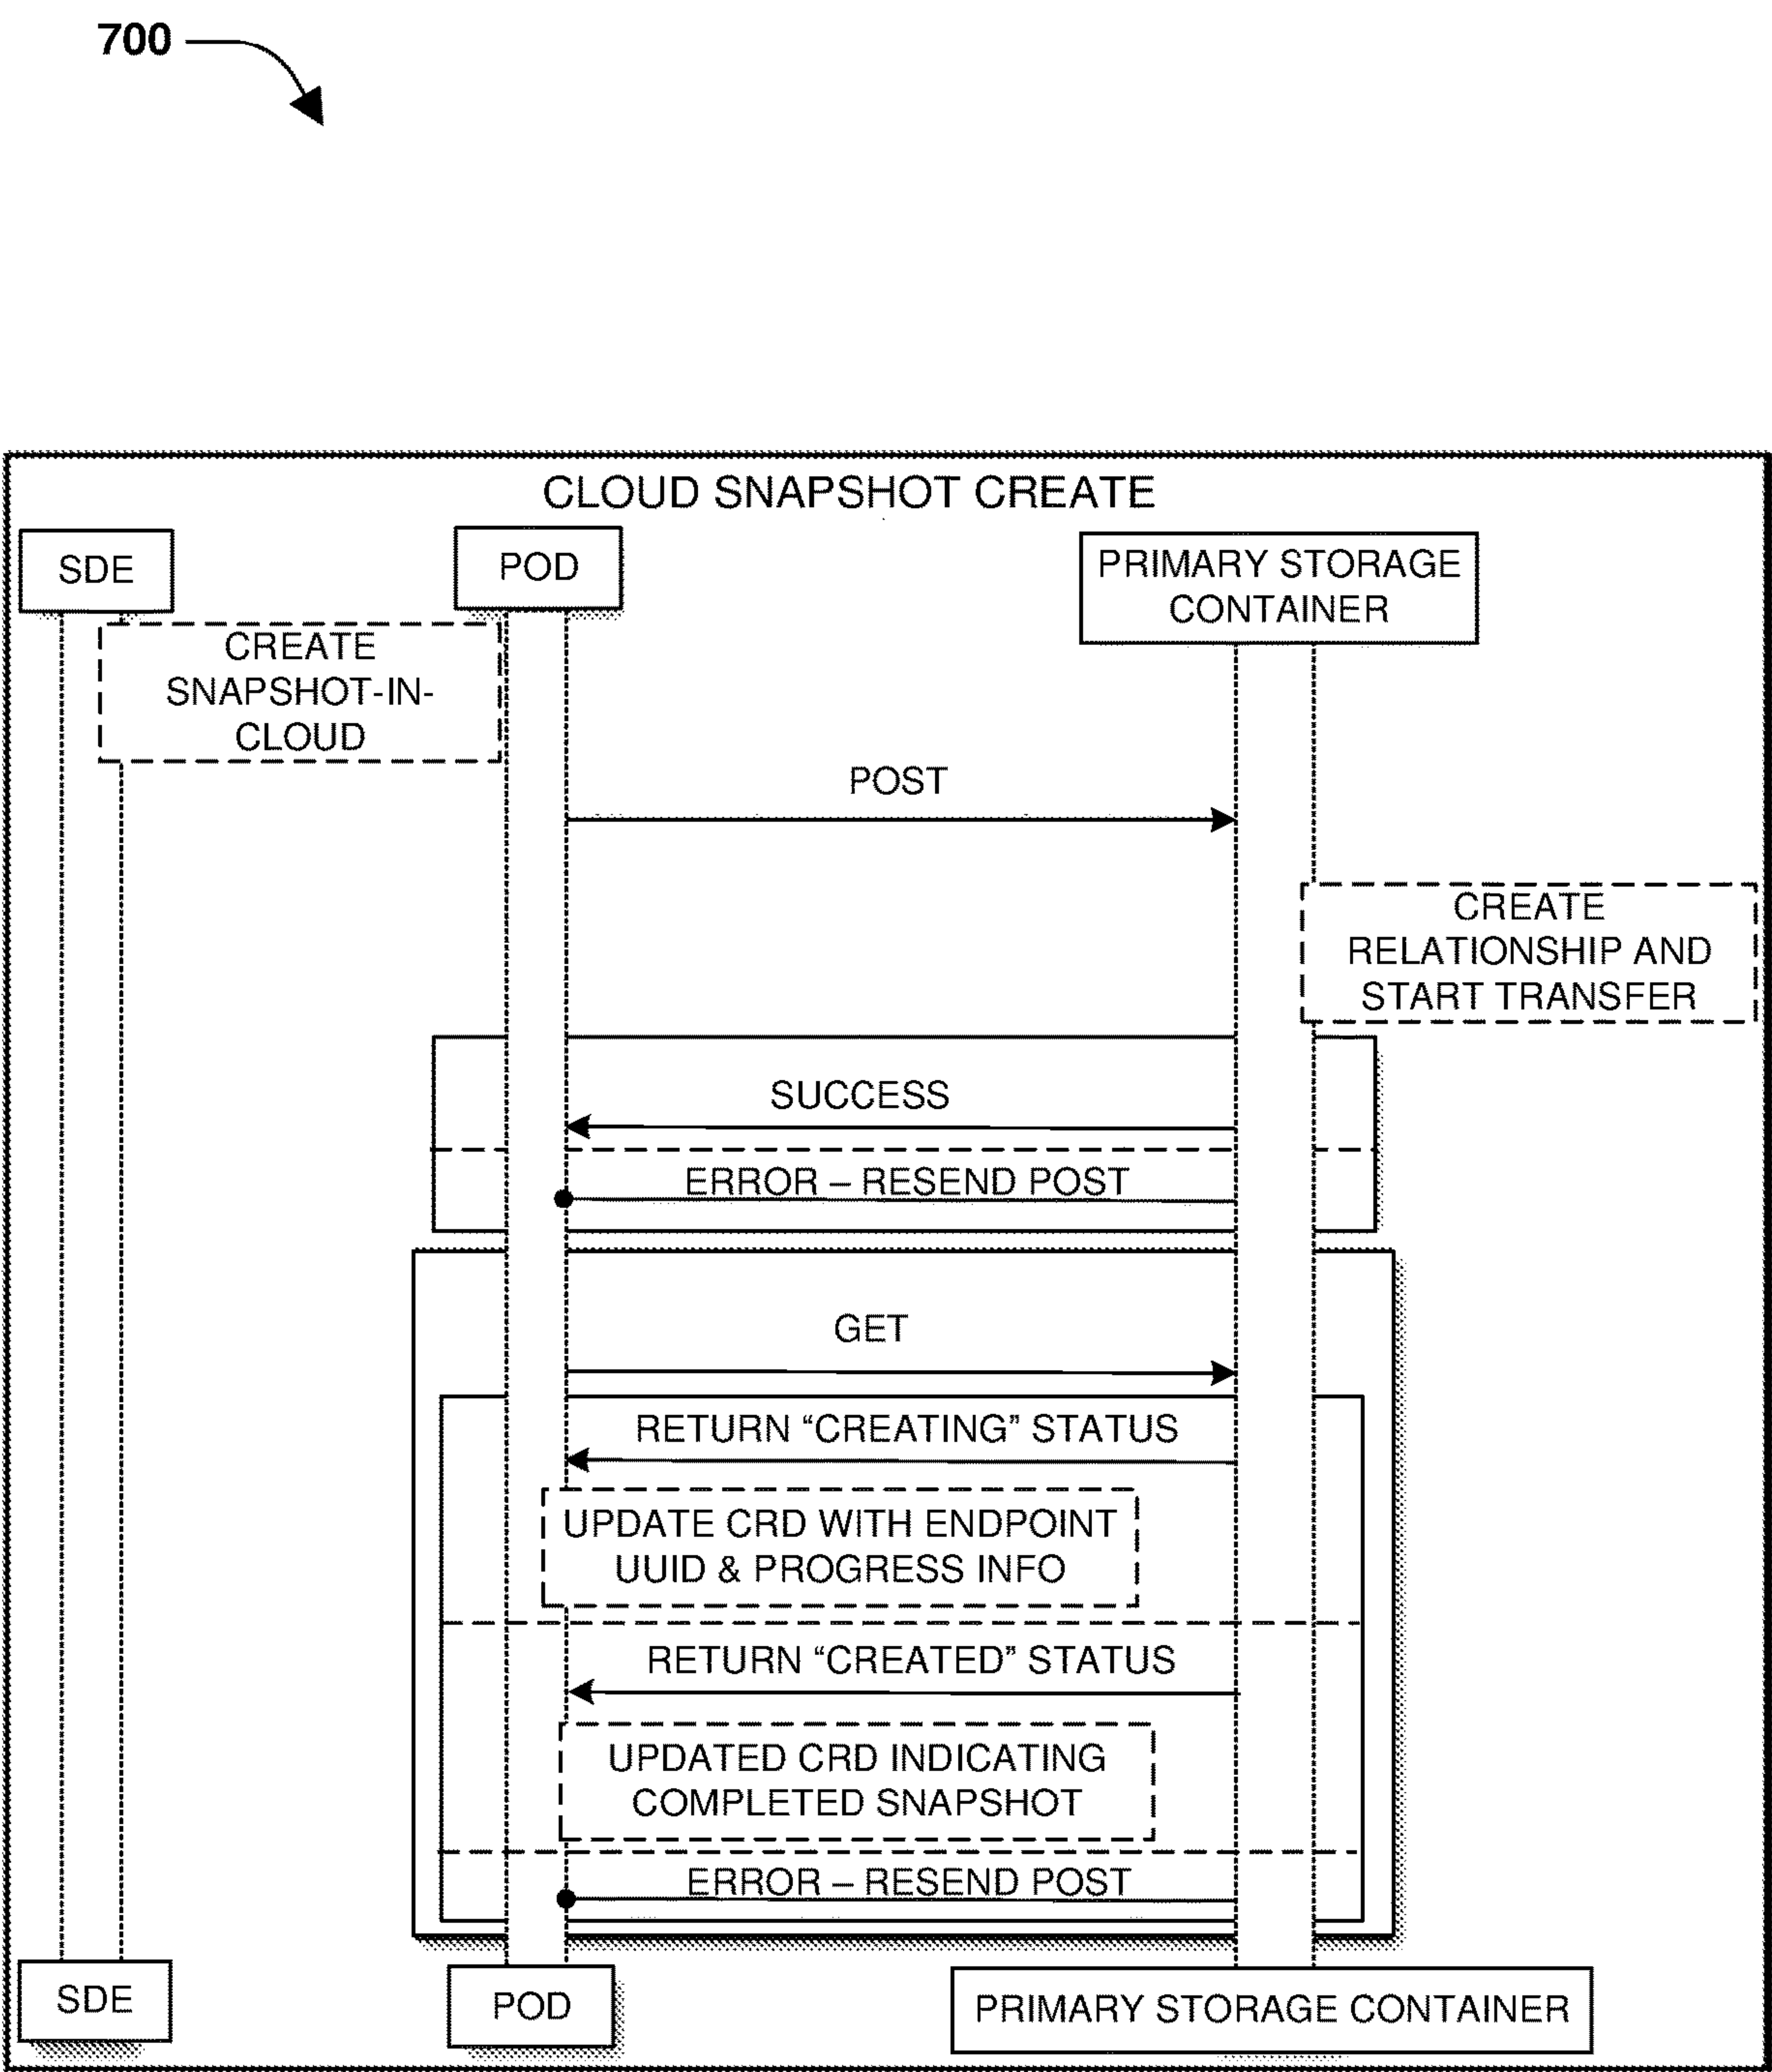 700
CLOUD SNAPSHOT CREATE
SDE
POD
PRIMARY STORAGE
CONTAINER
CREATE
SNAPSHOT-IN-
CLOUD
POST
CREATE
RELATIONSHIP AND
START TRANSFER
SUCCESS
ERROR – RESEND POST
GET
RETURN “CREATING” STATUS
UPDATE CRD WITH ENDPOINT
UUID & PROGRESS INFO
RETURN “CREATED” STATUS
UPDATED CRD INDICATING
COMPLETED SNAPSHOT
ERROR – RESEND POST
SDE
POD
PRIMARY STORAGE CONTAINER